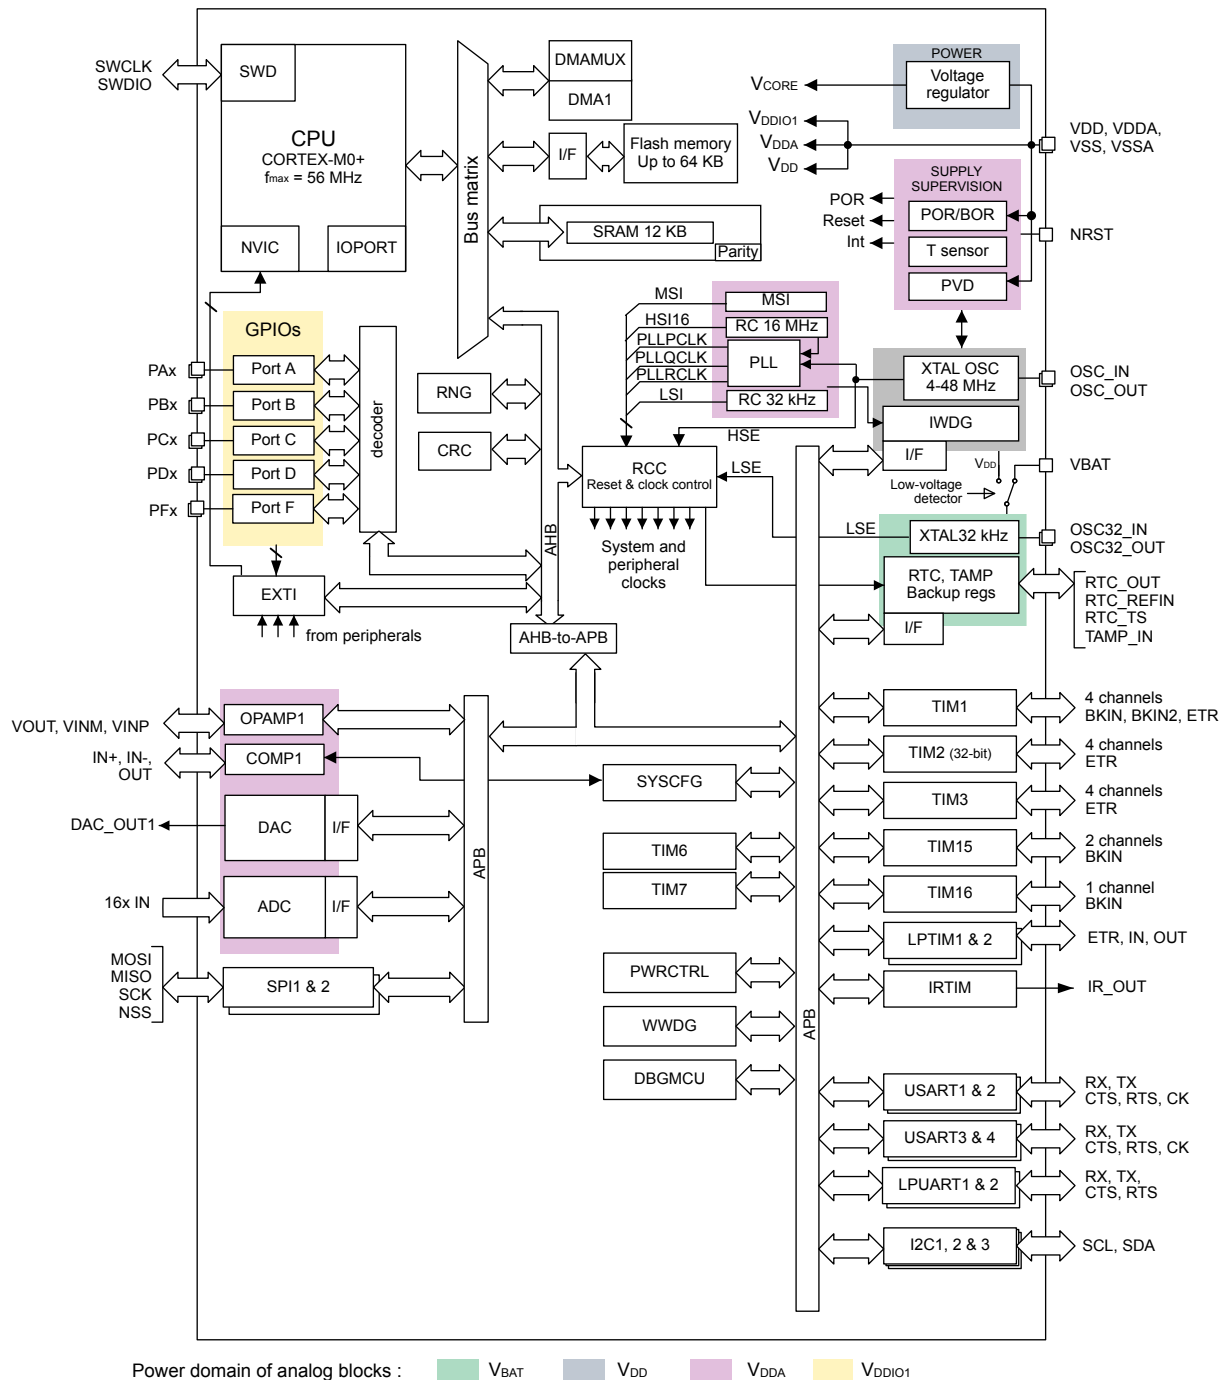 SWCLK
SWDIO
SWD
CPU
CORTEX-M0+
fmax = 56 MHz
NVIC
IOPORT
Bus matrix
DMAMUX
DMA1
I/F
Flash memory
Up to 64 KB
SRAM 12 KB
Parity
POWER
Voltage
regulator
VCORE
VDDIO1
VDDA
VDD
VDD, VDDA,
VSS, VSSA
SUPPLY
SUPERVISION
POR
Reset
Int
POR/BOR
T sensor
PVD
NRST
GPIOs
PAx
Port A
PBx
Port B
PCx
Port C
PDx
Port D
PFx
Port F
decoder
EXTI
from peripherals
RNG
CRC
AHB
AHB-to-APB
MSI
HSI16
PLLPCLK
PLLQCLK
PLLRCLK
LSI
MSI
RC 16 MHz
PLL
RC 32 kHz
HSE
RCC
Reset & clock control
LSE
System and
peripheral
clocks
XTAL OSC
4-48 MHz
IWDG
I/F
OSC_IN
OSC_OUT
VDD
VBAT
Low-voltage
detector
LSE
XTAL32 kHz
OSC32_IN
OSC32_OUT
RTC, TAMP
Backup regs
I/F
RTC_OUT
RTC_REFIN
RTC_TS
TAMP_IN
VOUT, VINM, VINP
OPAMP1
IN+, IN-,
OUT
COMP1
DAC_OUT1
DAC
I/F
16x IN
ADC
I/F
MOSI
MISO
SCK
NSS
SPI1 & 2
APB
SYSCFG
TIM6
TIM7
PWRCTRL
WWDG
DBGMCU
APB
TIM1
4 channels
BKIN, BKIN2, ETR
TIM2 (32-bit)
4 channels
ETR
TIM3
4 channels
ETR
TIM15
2 channels
BKIN
TIM16
1 channel
BKIN
LPTIM1 & 2
ETR, IN, OUT
IRTIM
IR_OUT
USART1 & 2
RX, TX
CTS, RTS, CK
USART3 & 4
RX, TX
CTS, RTS, CK
LPUART1 & 2
RX, TX,
CTS, RTS
I2C1, 2 & 3
SCL, SDA
Power domain of analog blocks :
VBAT
VDD
VDDA
VDDIO1